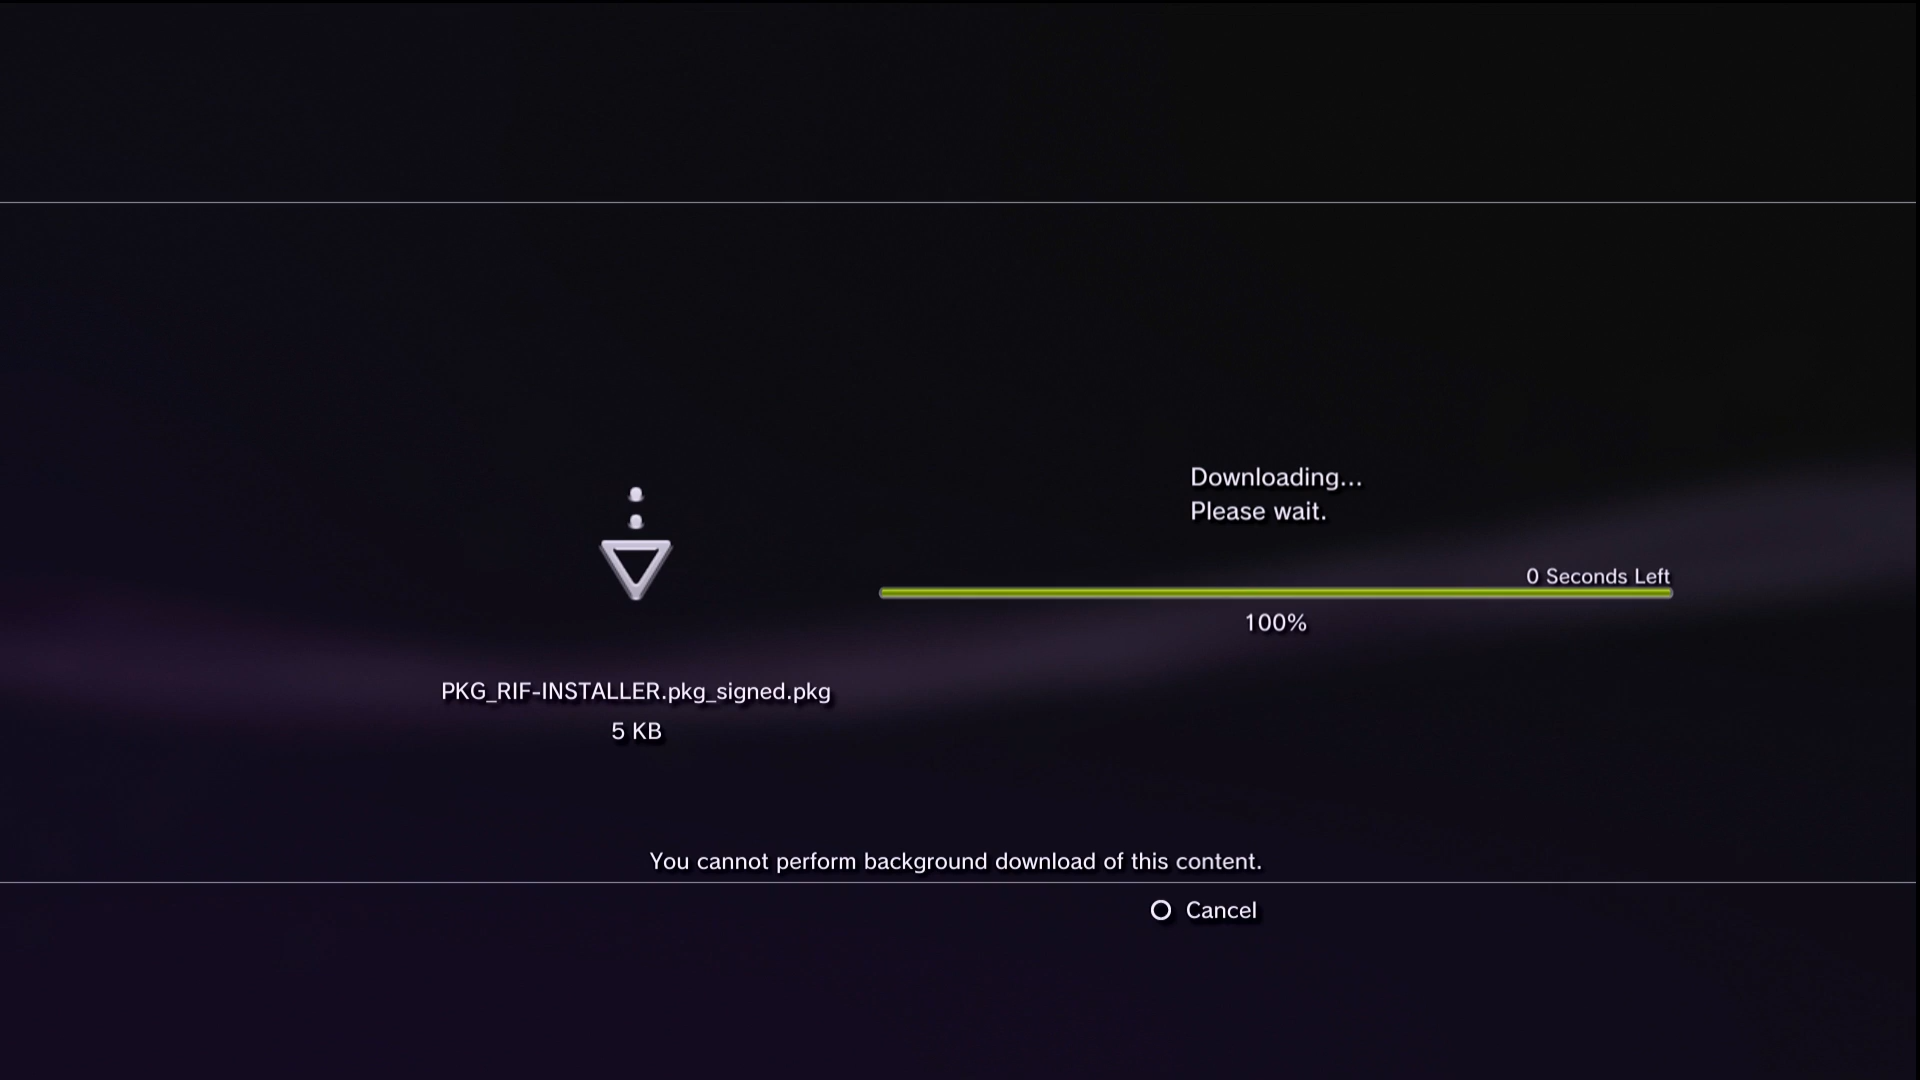 Downloading...
Please wait.
0 Seconds Left
100%
PKG_RIF-INSTALLER.pkg_signed.pkg
5 KB
You cannot perform background download of this content.
Cancel